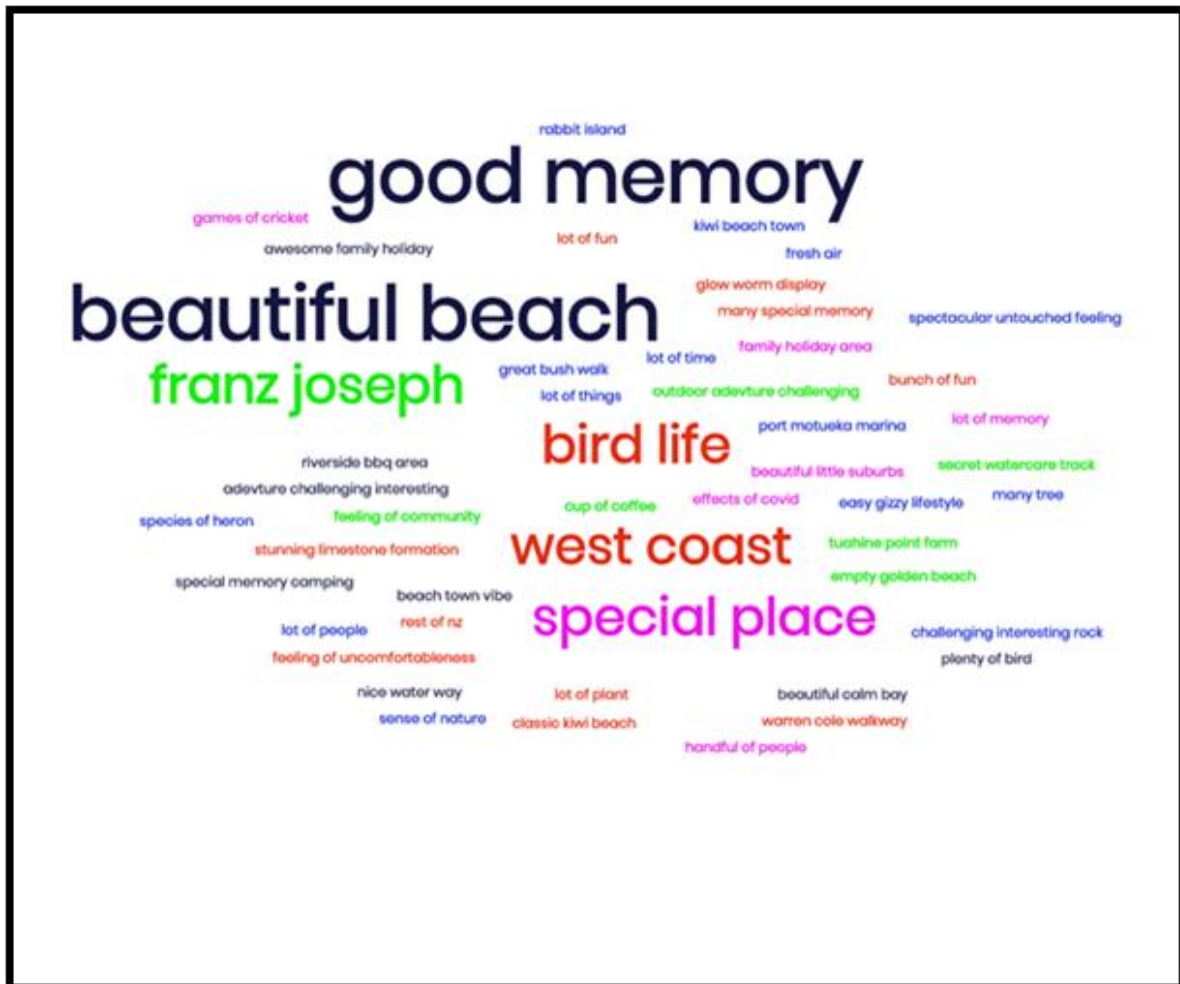 rabbit island
good memory
games of cricket
kiwi beach town
lot of fun
awesome family holiday
fresh air
glow worm display
beautiful beach
many special memory
spectacular untouched feeling
family holiday area
lot of time
great bush walk
franz joseph
bunch of fun
outdoor adevture challenging
lot of things
lot of memory
port motueka marina
bird life
riverside bbq area
secret watercare track
beautiful little suburbs
adevture challenging interesting
many tree
effects of covid
easy gizzy lifestyle
cup of coffee
feeling of community
species of heron
tuahine point farm
west coast
stunning limestone formation
empty golden beach
special memory camping
beach town vibe
special place
rest of nz
lot of people
challenging interesting rock
feeling of uncomfortableness
plenty of bird
nice water way
lot of plant
beautiful calm bay
sense of nature
classic kiwi beach
warren cole walkway
handful of people